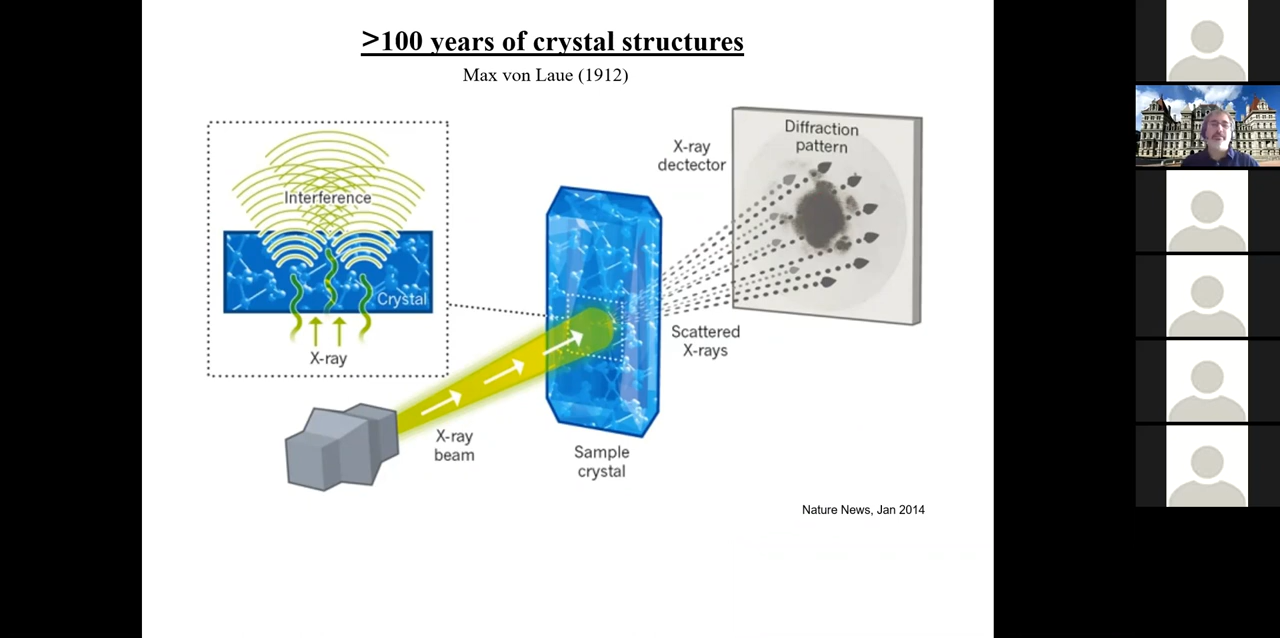 >100 years of crystal structures
Max von Laue (1912)
Interference
Crystal
X-ray
X-ray
beam
Sample
crystal
Scattered
X-rays
X-ray
dectector
Diffraction
pattern
Nature News, Jan 2014